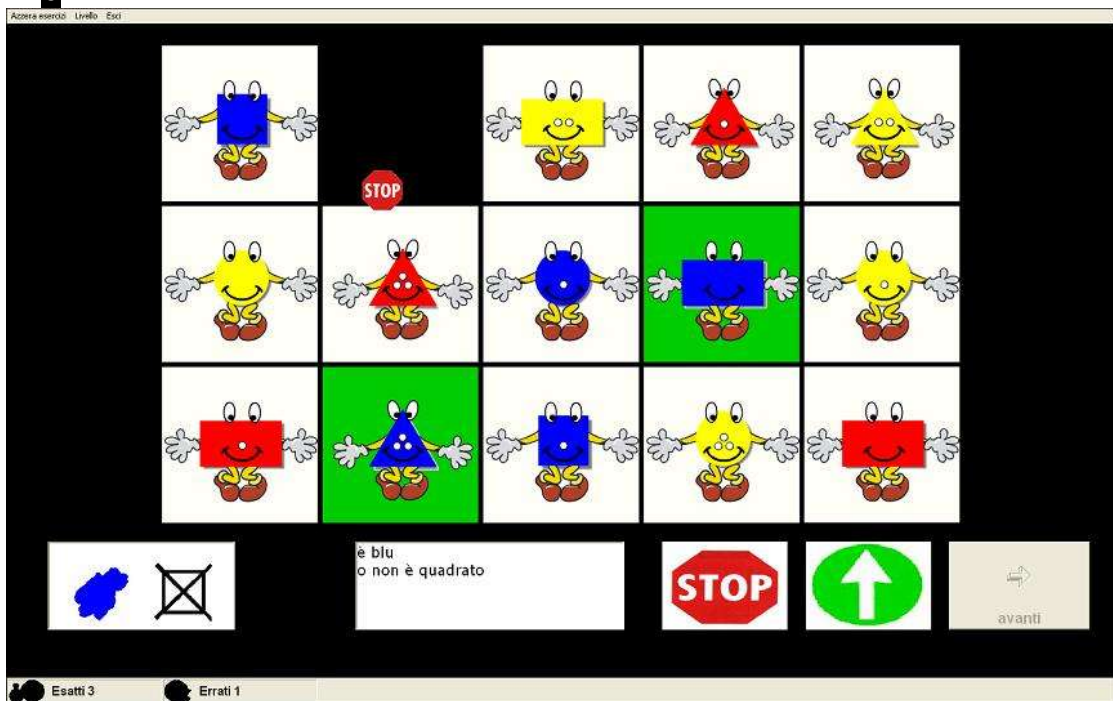 Azzera esercizi Livello Esci
STOP
è blu
o non è quadrato
STOP
avanti
Esatti 3 Errati 1